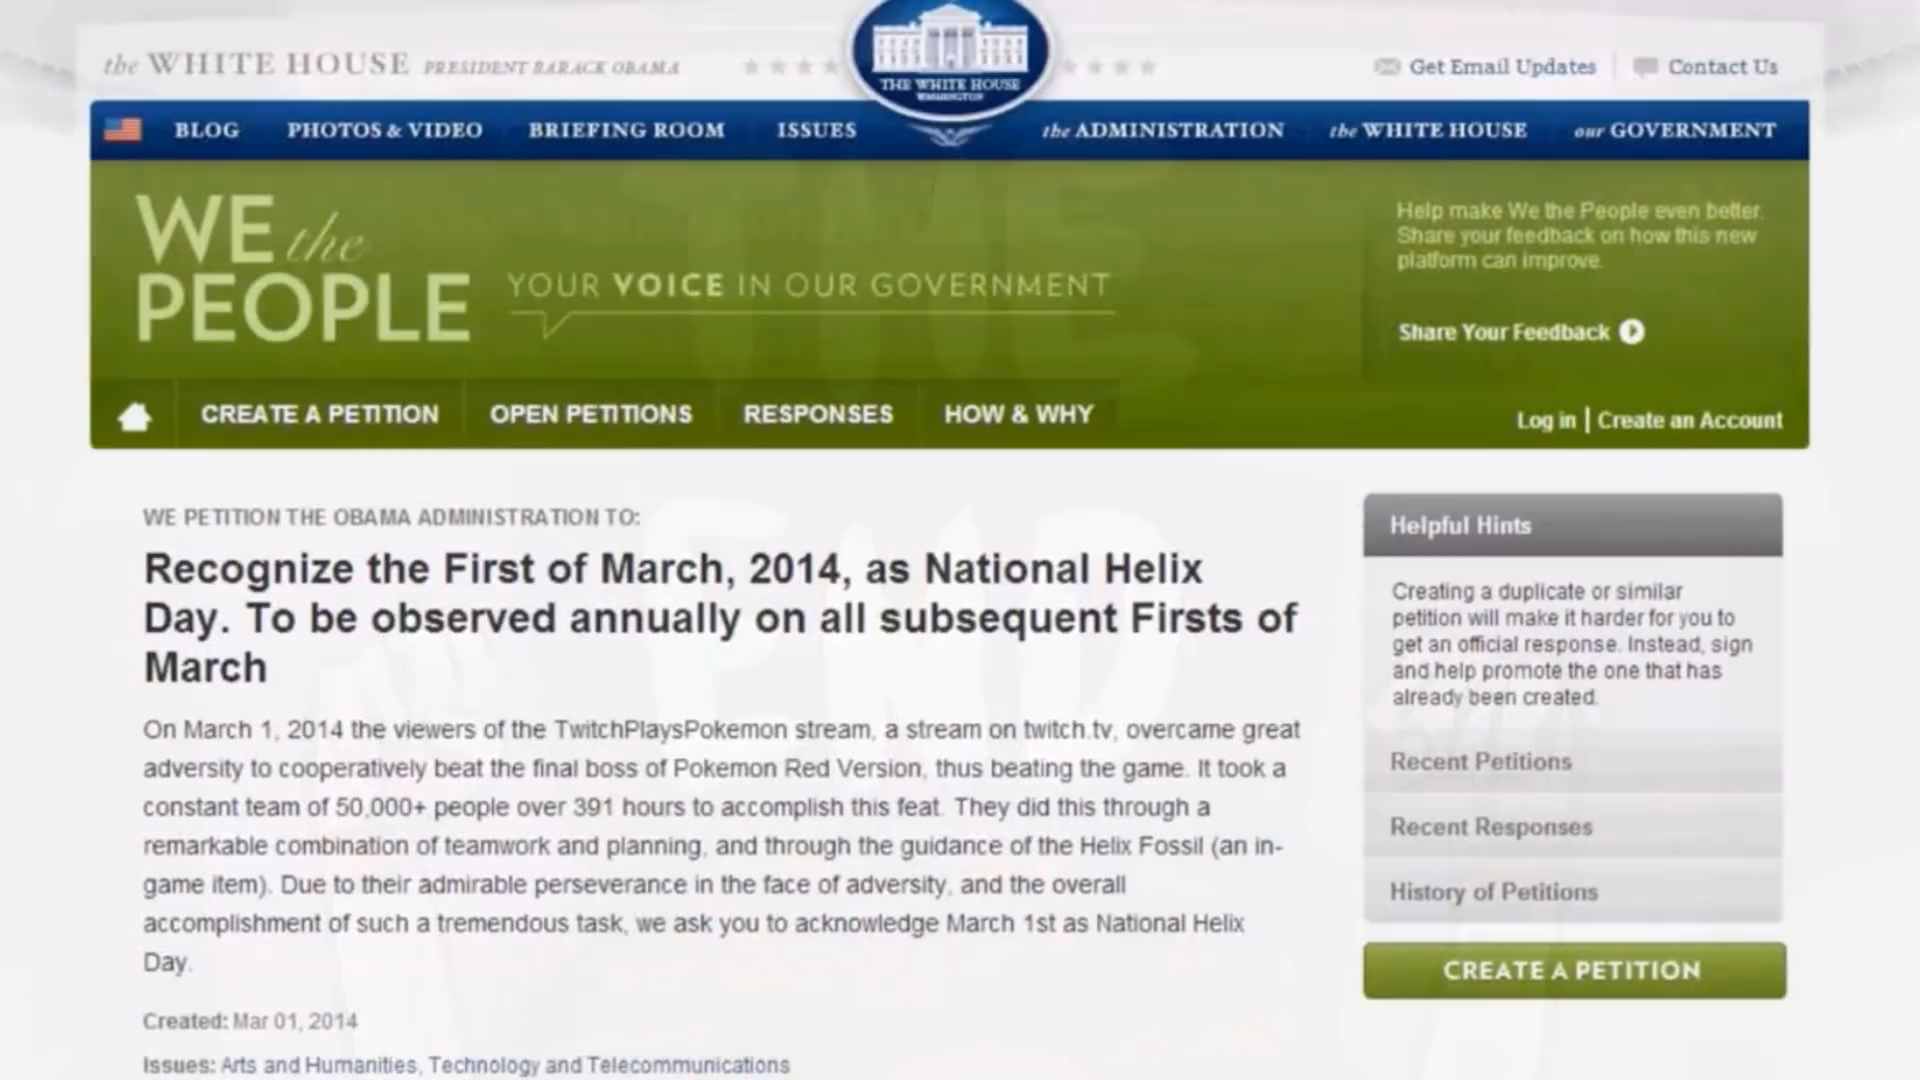 the WHITE HOUSE PRESIDENT BARACK OBAMA
THE WHITE HOUSE
WASHINGTON
Get Email Updates
Contact Us
BLOG
PHOTOS & VIDEO
BRIEFING ROOM
ISSUES
the ADMINISTRATION
the WHITE HOUSE
our GOVERNMENT
WE the
PEOPLE
YOUR VOICE IN OUR GOVERNMENT
Help make We the People even better.
Share your feedback on how this new
platform can improve.
Share Your Feedback
CREATE A PETITION
OPEN PETITIONS
RESPONSES
HOW & WHY
Log in | Create an Account
WE PETITION THE OBAMA ADMINISTRATION TO:
Recognize the First of March, 2014, as National Helix
Day. To be observed annually on all subsequent Firsts of
March
On March 1, 2014 the viewers of the TwitchPlaysPokemon stream, a stream on twitch.tv, overcame great
adversity to cooperatively beat the final boss of Pokemon Red Version, thus beating the game. It took a
constant team of 50,000+ people over 391 hours to accomplish this feat. They did this through a
remarkable combination of teamwork and planning, and through the guidance of the Helix Fossil (an in-
game item). Due to their admirable perseverance in the face of adversity, and the overall
accomplishment of such a tremendous task, we ask you to acknowledge March 1st as National Helix
Day.
Created: Mar 01, 2014
Issues: Arts and Humanities, Technology and Telecommunications
Helpful Hints
Creating a duplicate or similar
petition will make it harder for you to
get an official response. Instead, sign
and help promote the one that has
already been created.
Recent Petitions
Recent Responses
History of Petitions
CREATE A PETITION
THE
END